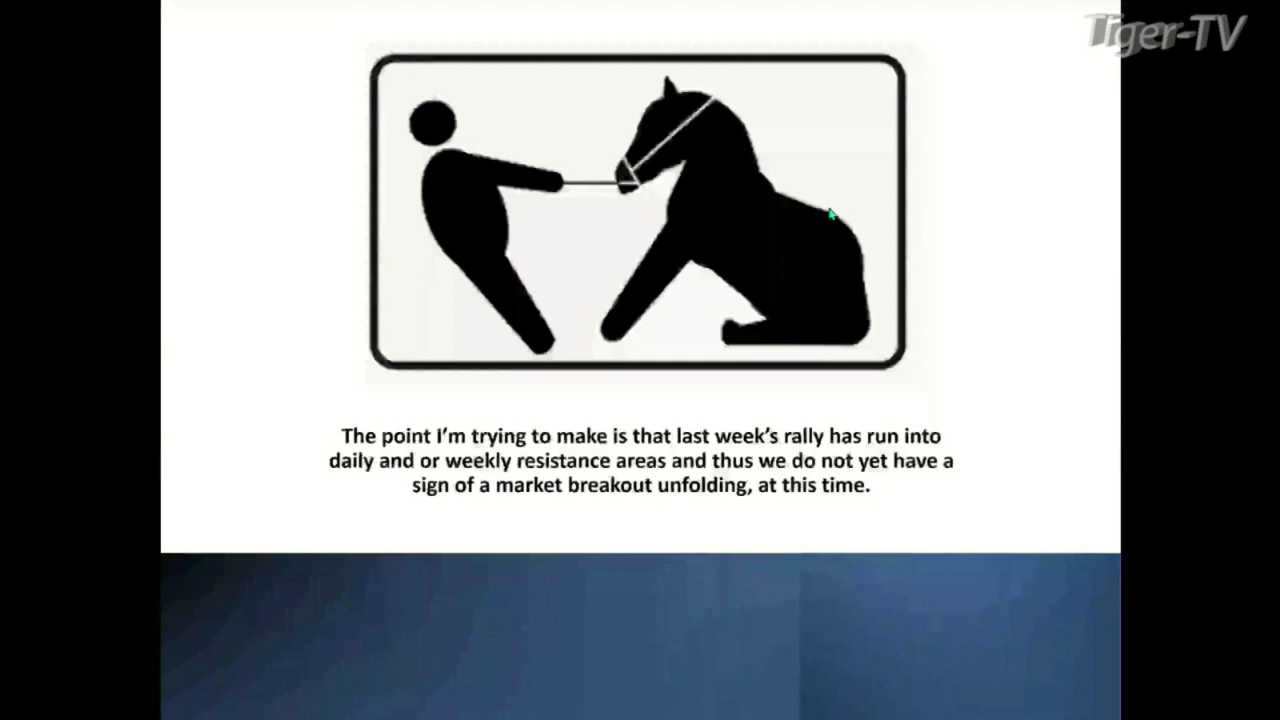 Tiger-TV
The point I'm trying to make is that last week's rally has run into
daily and or weekly resistance areas and thus we do not yet have a
sign of a market breakout unfolding, at this time.